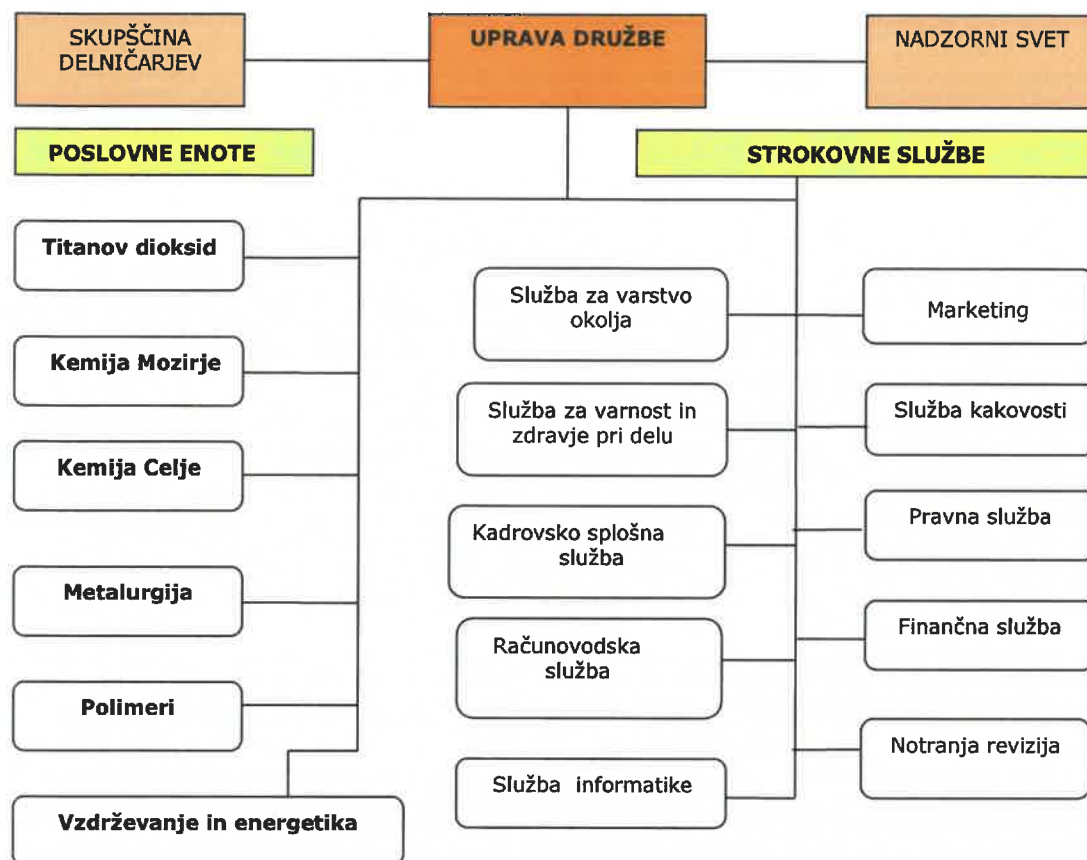 SKUPŠČINA
DELNIČARJEV
UPRAVA DRUŽBE
NADZORNI SVET
POSLOVNE ENOTE
STROKOVNE SLUŽBE
Titanov dioksid
Kemija Mozirje
Kemija Celje
Metalurgija
Polimeri
Vzdrževanje in energetika
Služba za varstvo
okolja
Služba za varnost in
zdravje pri delu
Kadrovsko splošna
služba
Računovodska
služba
Služba informatike
Marketing
Služba kakovosti
Pravna služba
Finančna služba
Notranja revizija